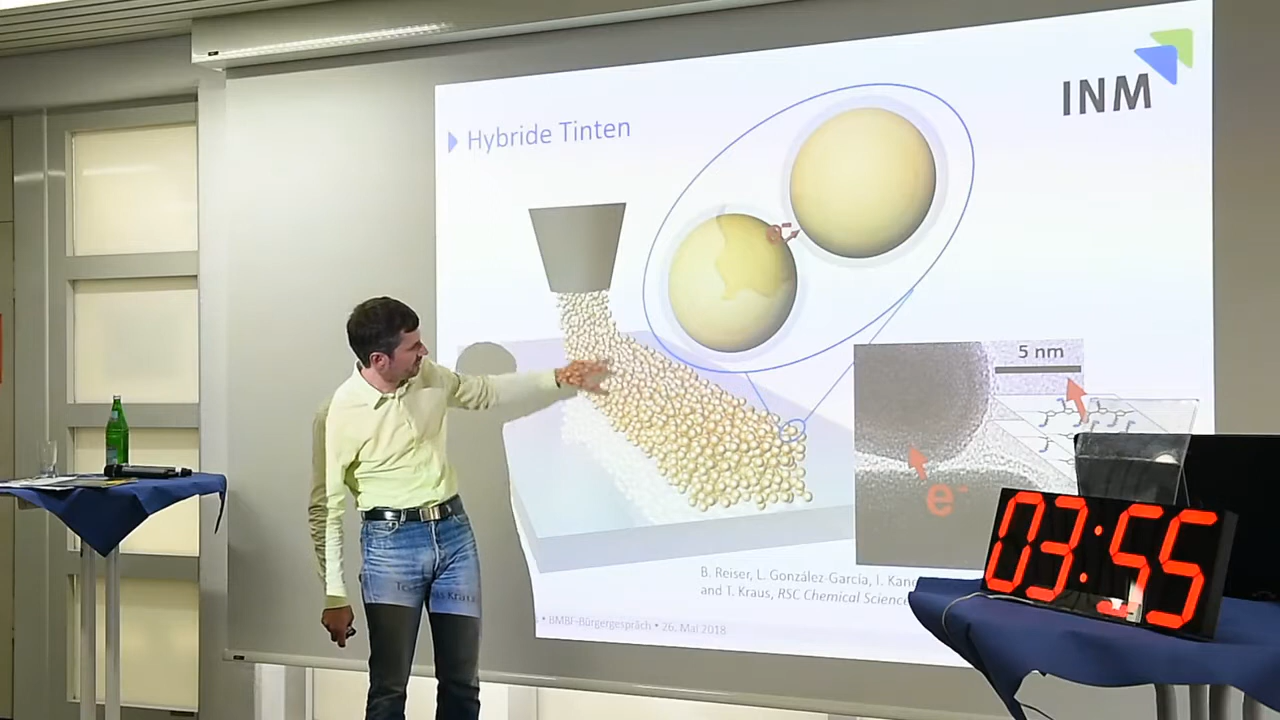 INM
Hybride Tinten
e-
5 nm
e-
B. Reiser, L. González-García, I. Kan
and T. Kraus, RSC Chemical Science
• BMBF-Bürgergespräch • 26. Mai 2018
03:55